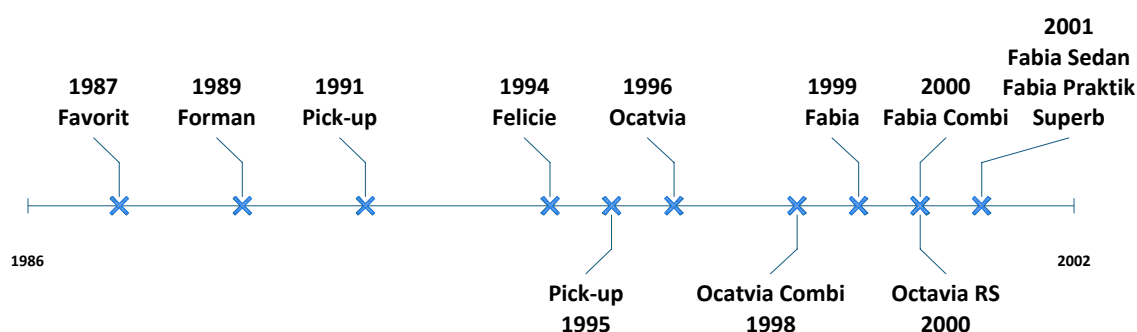 1987
Favorit
1989
Forman
1991
Pick-up
1994
Felicie
1996
Ocatvia
1999
Fabia
2000
Fabia Combi
2001
Fabia Sedan
Fabia Praktik
Superb
1986
2002
Pick-up
1995
Ocatvia Combi
1998
Octavia RS
2000